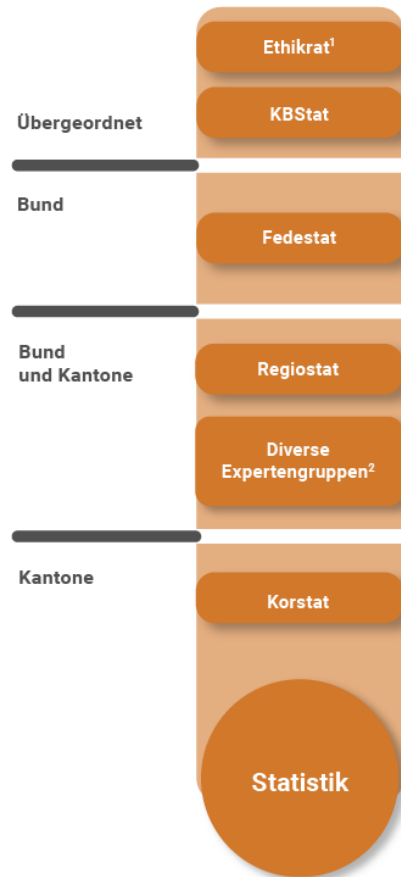 Ethikrat¹
KBStat
Übergeordnet
Bund
Fedestat
Bund
und Kantone
Regiostat
Diverse
Expertengruppen²
Kantone
Korstat
Statistik